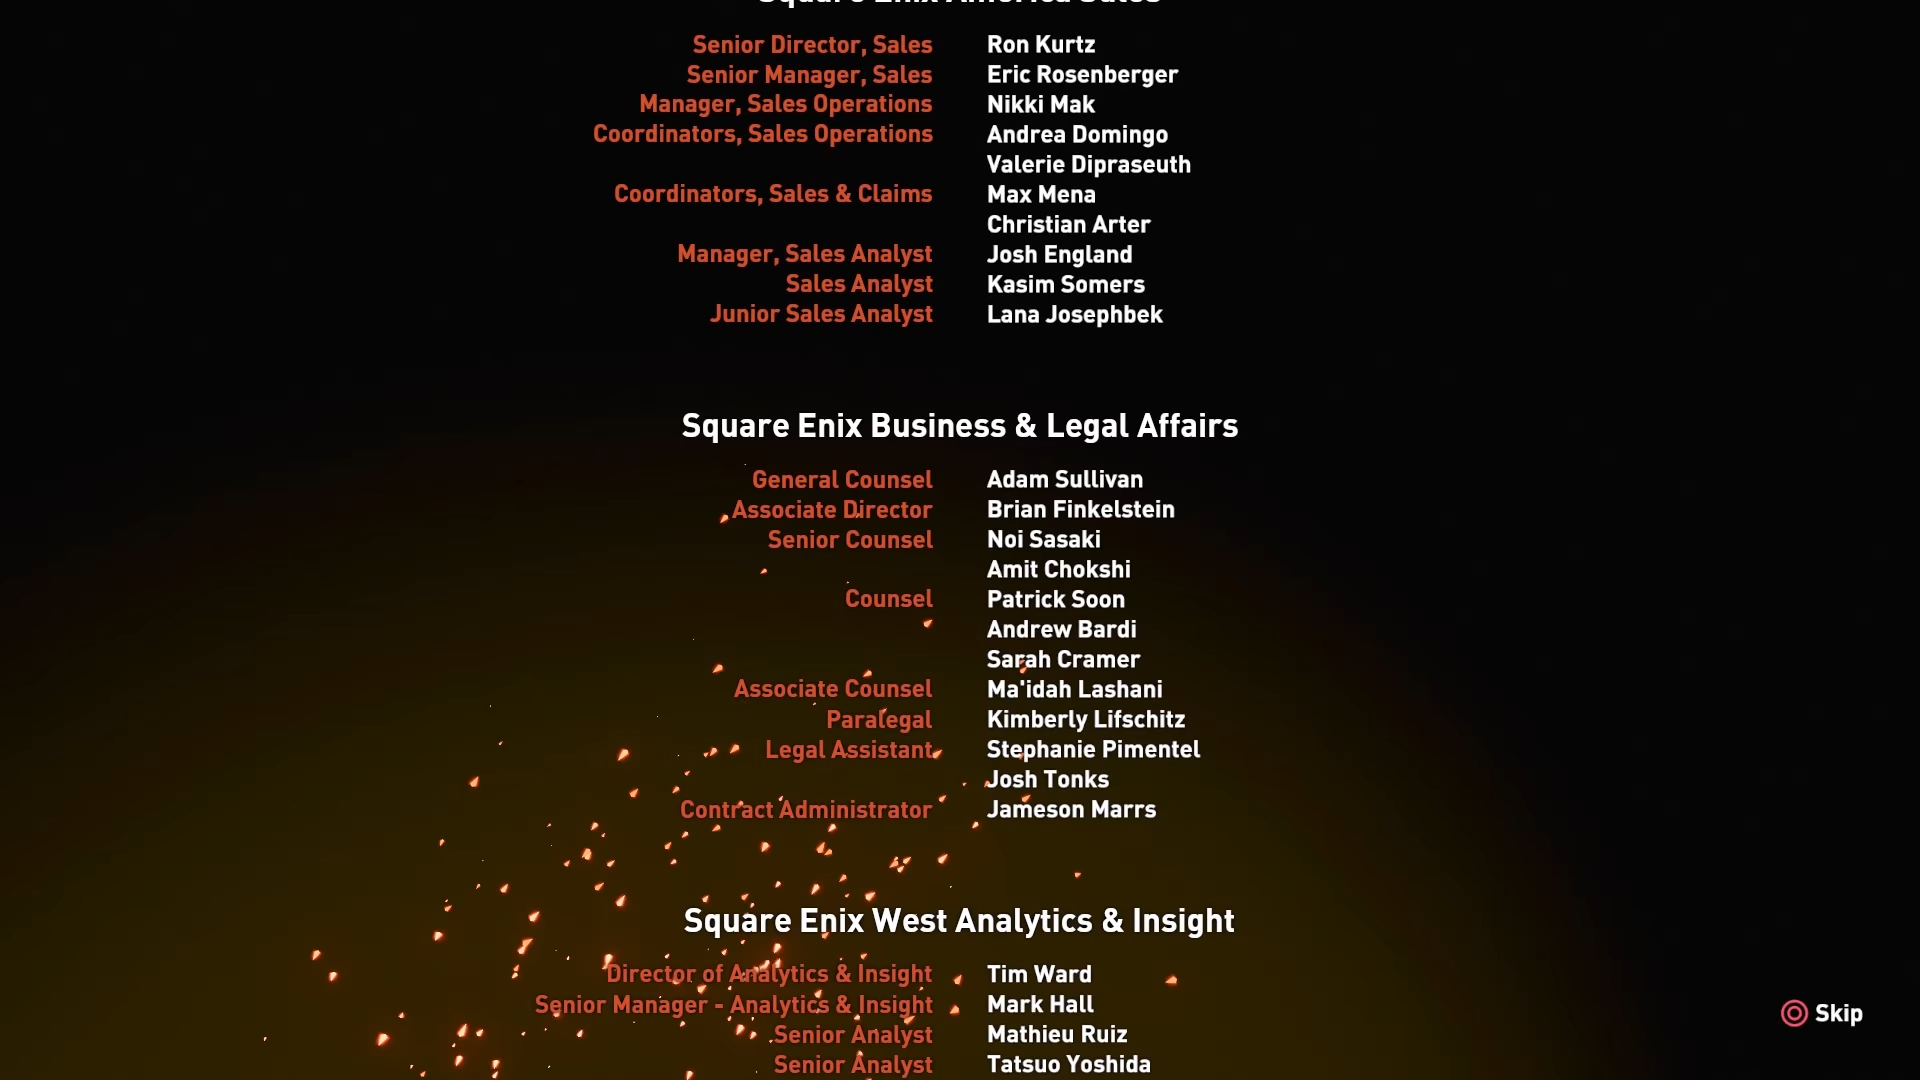 Square Enix America Sales
Senior Director, Sales Ron Kurtz
Senior Manager, Sales Eric Rosenberger
Manager, Sales Operations Nikki Mak
Coordinators, Sales Operations Andrea Domingo
Valerie Dipraseuth
Coordinators, Sales & Claims Max Mena
Christian Arter
Manager, Sales Analyst Josh England
Sales Analyst Kasim Somers
Junior Sales Analyst Lana Josephbek
Square Enix Business & Legal Affairs
General Counsel Adam Sullivan
Associate Director Brian Finkelstein
Senior Counsel Noi Sasaki
Amit Chokshi
Counsel Patrick Soon
Andrew Bardi
Sarah Cramer
Associate Counsel Ma'idah Lashani
Paralegal Kimberly Lifschitz
Legal Assistant Stephanie Pimentel
Josh Tonks
Contract Administrator Jameson Marrs
Square Enix West Analytics & Insight
Director of Analytics & Insight Tim Ward
Senior Manager - Analytics & Insight Mark Hall
Senior Analyst Mathieu Ruiz
Senior Analyst Tatsuo Yoshida
Skip